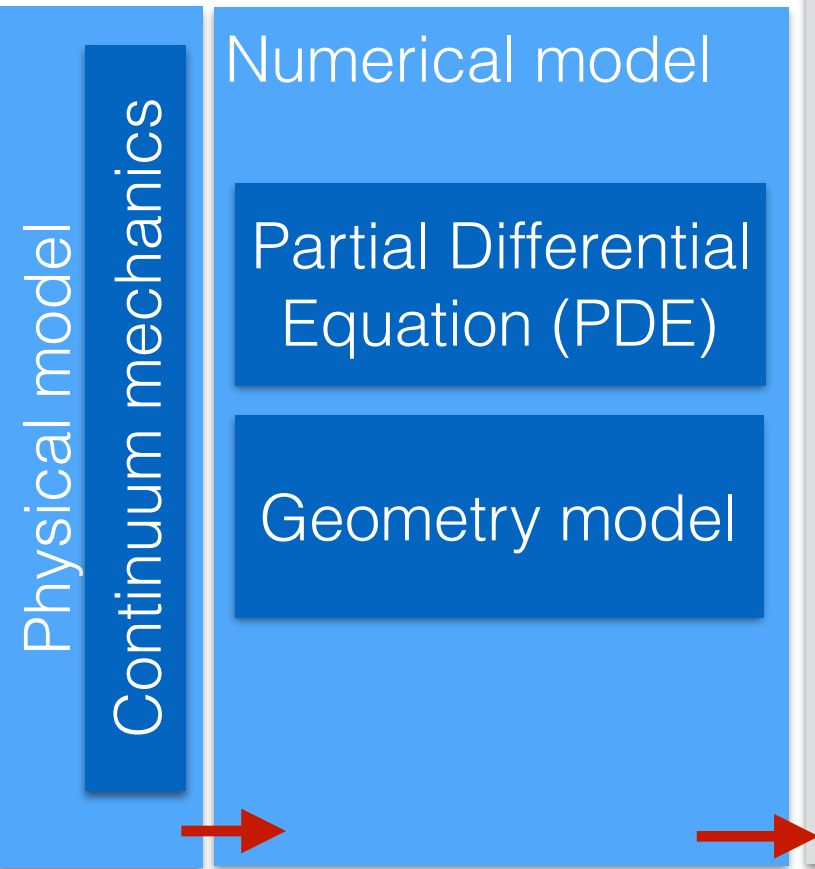 Physical model
Continuum mechanics
Numerical model
Partial Differential
Equation (PDE)
Geometry model